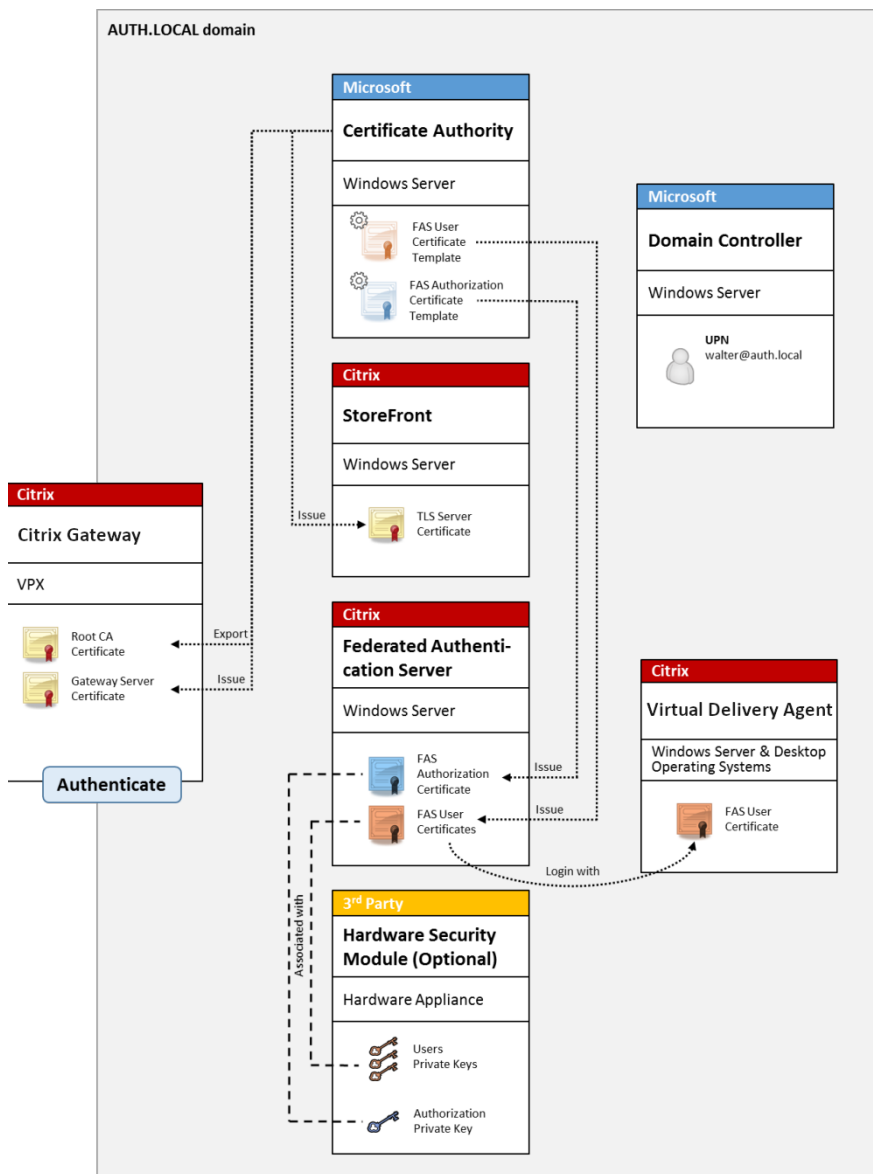 AUTH.LOCAL domain
Microsoft
Certificate Authority
Windows Server
FAS User
Certificate
Template
FAS Authorization
Certificate
Template
Microsoft
Domain Controller
Windows Server
UPN
walter@auth.local
Citrix
StoreFront
Windows Server
Issue
TLS Server
Certificate
Citrix
Citrix Gateway
VPX
Root CA
Certificate
Export
Gateway Server
Certificate
Issue
Authenticate
Citrix
Federated Authenti-
cation Server
Windows Server
FAS
Authorization
Certificate
Issue
FAS User
Certificates
Issue
Citrix
Virtual Delivery Agent
Windows Server & Desktop
Operating Systems
FAS User
Certificate
Login with
Associated with
3rd Party
Hardware Security
Module (Optional)
Hardware Appliance
Users
Private Keys
Authorization
Private Key